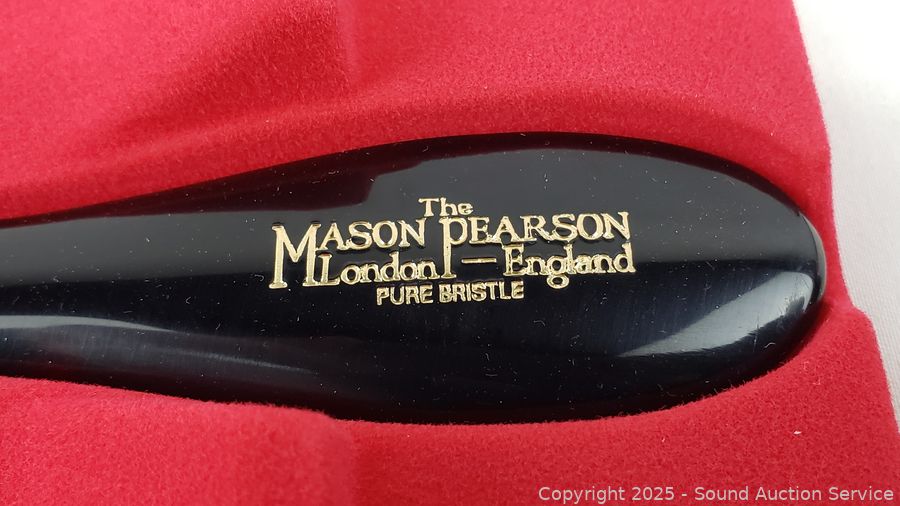 The
MASON PEARSON
London - England
PURE BRISTLE
Copyright 2025 - Sound Auction Service